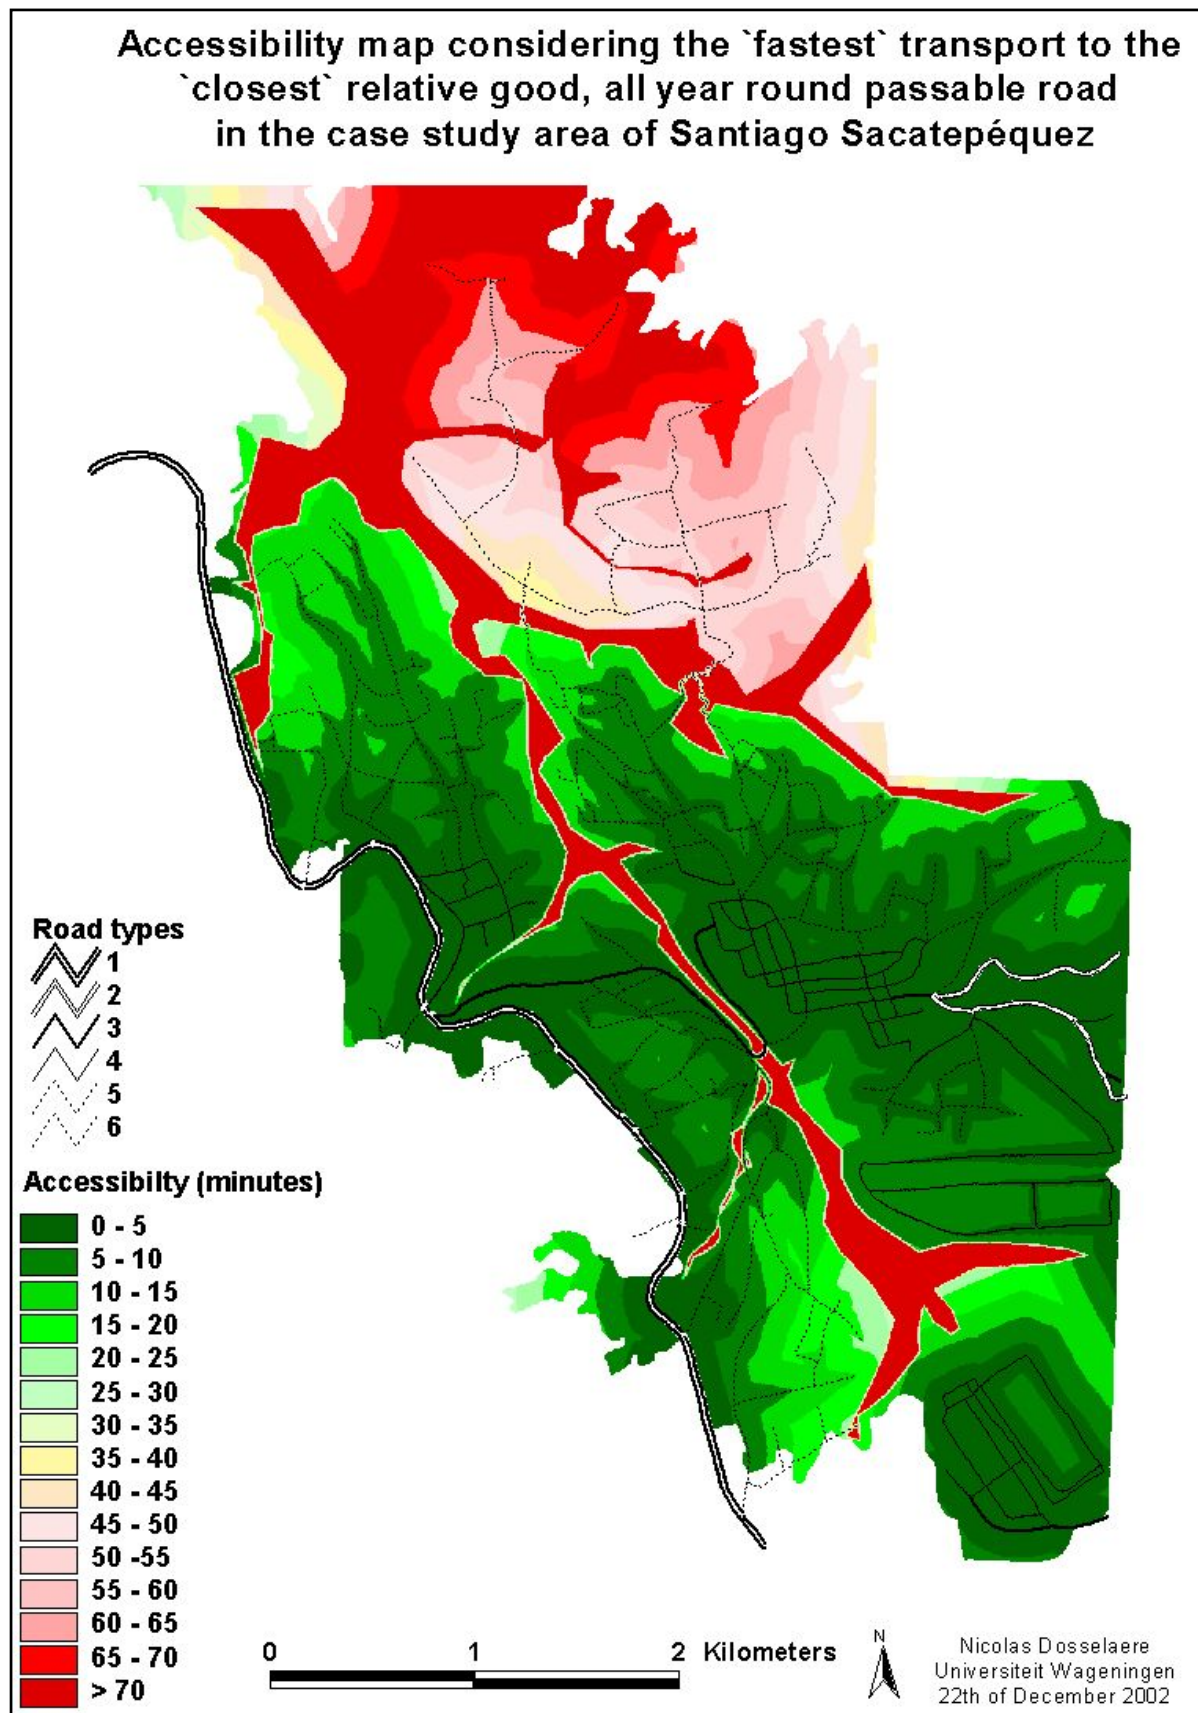 Accessibility map considering the `fastest` transport to the
`closest` relative good, all year round passable road
in the case study area of Santiago Sacatepéquez
Road types
1
2
3
4
5
6
Accessibilty (minutes)
0 - 5
5 - 10
10 - 15
15 - 20
20 - 25
25 - 30
30 - 35
35 - 40
40 - 45
45 - 50
50 -55
55 - 60
60 - 65
65 - 70
> 70
0 1 2 Kilometers
N
Nicolas Dosselaere
Universiteit Wageningen
22th of December 2002